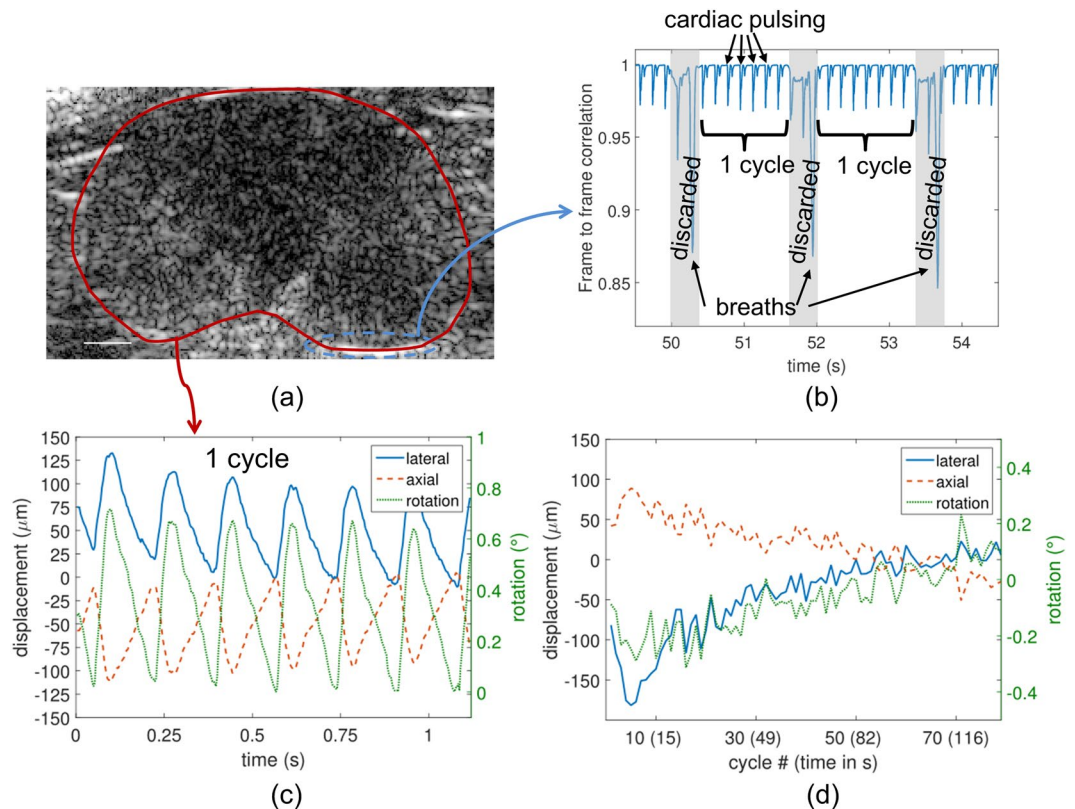 cardiac pulsing
1
0.95
0.9
0.85
Frame to frame correlation
1 cycle
1 cycle
discarded
discarded
discarded
breaths
50
51
52
53
54
time (s)
(a)
(b)
150
125
100
75
50
25
0
-25
-50
-75
-100
-125
-150
displacement (μm)
1 cycle
lateral
axial
rotation
1
0.8
0.6
0.4
0.2
0
rotation (°)
0
0.25
0.5
0.75
1
time (s)
(c)
150
100
50
0
-50
-100
-150
displacement (μm)
lateral
axial
rotation
0.4
0.2
0
-0.2
-0.4
rotation (°)
10 (15)
30 (49)
50 (82)
70 (116)
cycle # (time in s)
(d)